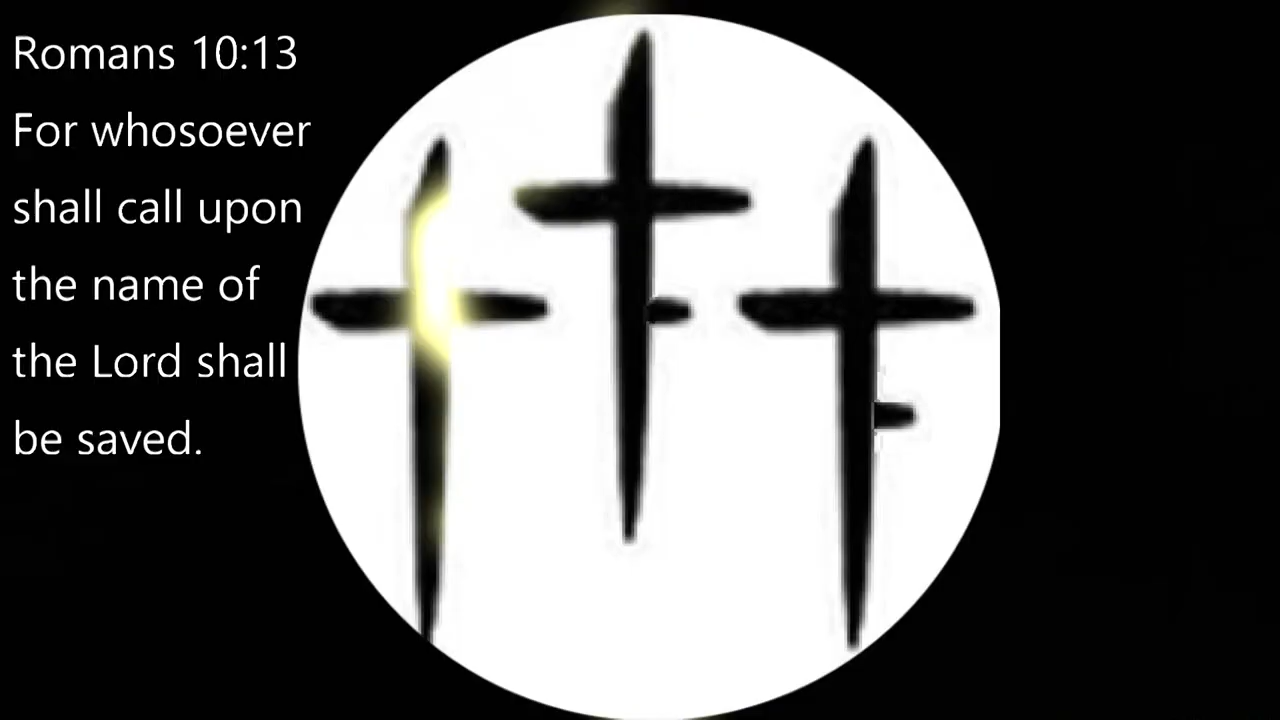 Romans 10:13
For whosoever
shall call upon
the name of
the Lord shall
be saved.